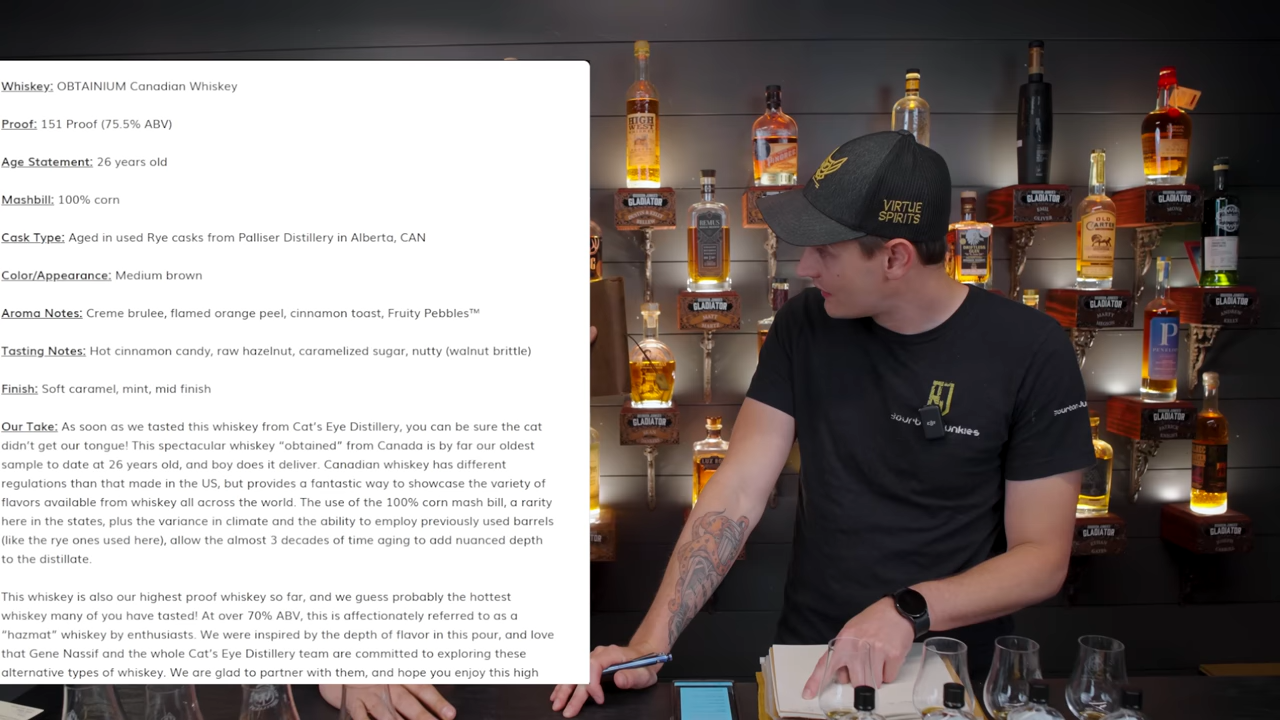 Whiskey: OBTAINIUM Canadian Whiskey
Proof: 151 Proof (75.5% ABV)
Age Statement: 26 years old
Mashbill: 100% corn
Cask Type: Aged in used Rye casks from Palliser Distillery in Alberta, CAN
Color/Appearance: Medium brown
Aroma Notes: Creme brulee, flamed orange peel, cinnamon toast, Fruity Pebbles™
Tasting Notes: Hot cinnamon candy, raw hazelnut, caramelized sugar, nutty (walnut brittle)
Finish: Soft caramel, mint, mid finish
Our Take: As soon as we tasted this whiskey from Cat's Eye Distillery, you can be sure the cat
didn't get our tongue! This spectacular whiskey “obtained” from Canada is by far our oldest
sample to date at 26 years old, and boy does it deliver. Canadian whiskey has different
regulations than that made in the US, but provides a fantastic way to showcase the variety of
flavors available from whiskey all across the world. The use of the 100% corn mash bill, a rarity
here in the states, plus the variance in climate and the ability to employ previously used barrels
(like the rye ones used here), allow the almost 3 decades of time aging to add nuanced depth
to the distillate.
This whiskey is also our highest proof whiskey so far, and we guess probably the hottest
whiskey many of you have tasted! At over 70% ABV, this is affectionately referred to as a
“hazmat” whiskey by enthusiasts. We were inspired by the depth of flavor in this pour, and love
that Gene Nassif and the whole Cat's Eye Distillery team are committed to exploring these
alternative types of whiskey. We are glad to partner with them, and hope you enjoy this high
VIRTUE
SPIRITS
HIGH
WEST
GLADIATOR
GLADIATOR
GLADIATOR
GLADIATOR
GLADIATOR
GLADIATOR
GLADIATOR
REMUS
OLD
CARTER
P